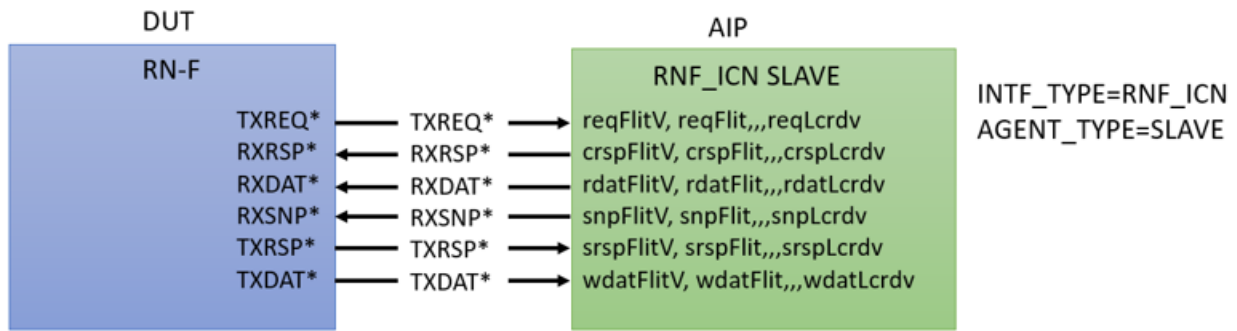 DUT
AIP
RN-F
RNF_ICN SLAVE
INTF_TYPE=RNF_ICN
AGENT_TYPE=SLAVE
TXREQ* TXREQ* reqFlitV, reqFlit,,,reqLcrdv
RXRSP* RXRSP* crspFlitV, crspFlit,,,crspLcrdv
RXDAT* RXDAT* rdatFlitV, rdatFlit,,,rdatLcrdv
RXSNP* RXSNP* snpFlitV, snpFlit,,,snpLcrdv
TXRSP* TXRSP* srspFlitV, srspFlit,,,srspLcrdv
TXDAT* TXDAT* wdatFlitV, wdatFlit,,,wdatLcrdv